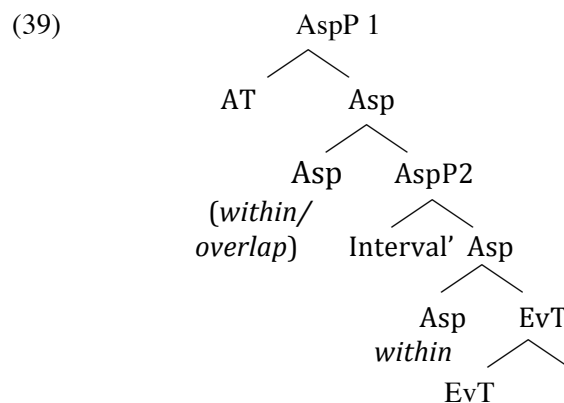 (39) AspP 1
AT Asp
Asp AspP2
(within/
overlap) Interval’ Asp
Asp EvT
within
EvT